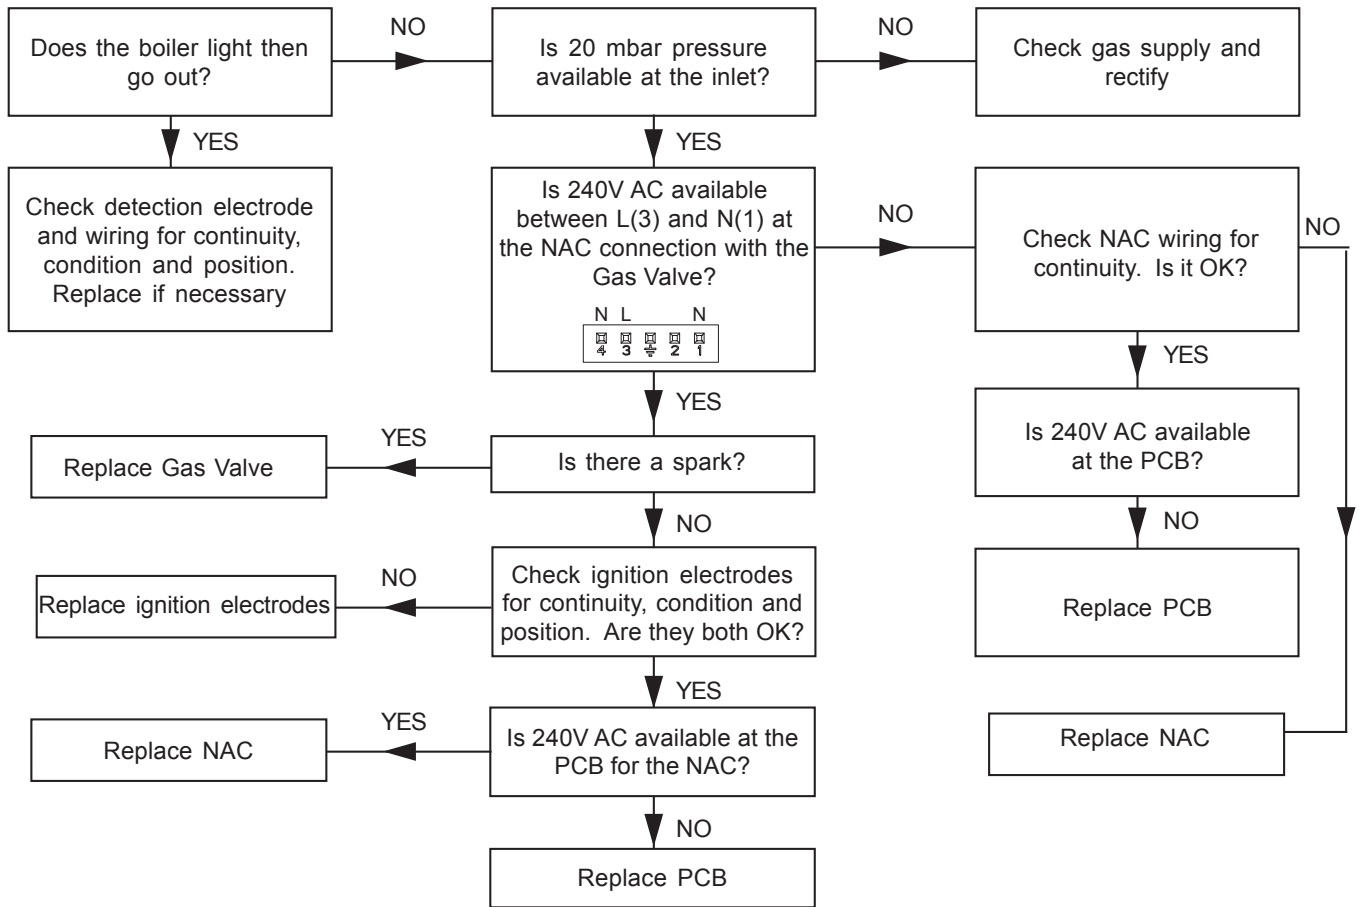 Does the boiler light then
go out?
NO
Is 20 mbar pressure
available at the inlet?
NO
Check gas supply and
rectify
YES
YES
Check detection electrode
and wiring for continuity,
condition and position.
Replace if necessary
Is 240V AC available
between L(3) and N(1) at
the NAC connection with the
Gas Valve?
N L N
4 3 2 1
NO
Check NAC wiring for
continuity. Is it OK?
NO
YES
YES
Is 240V AC available
at the PCB?
Replace Gas Valve
YES
Is there a spark?
NO
NO
Replace PCB
Replace ignition electrodes
NO
Check ignition electrodes
for continuity, condition and
position. Are they both OK?
YES
Replace NAC
YES
Is 240V AC available at the
PCB for the NAC?
Replace NAC
NO
Replace PCB